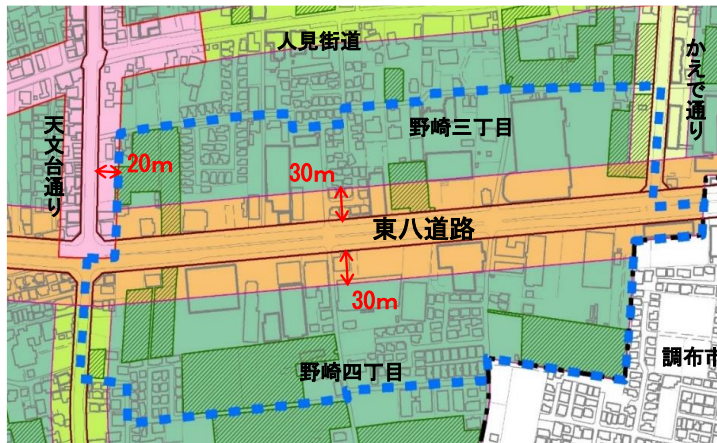 人見街道
かえで通り
天文台通り
野崎三丁目
20m
30m
東八道路
30m
野崎四丁目
調布市